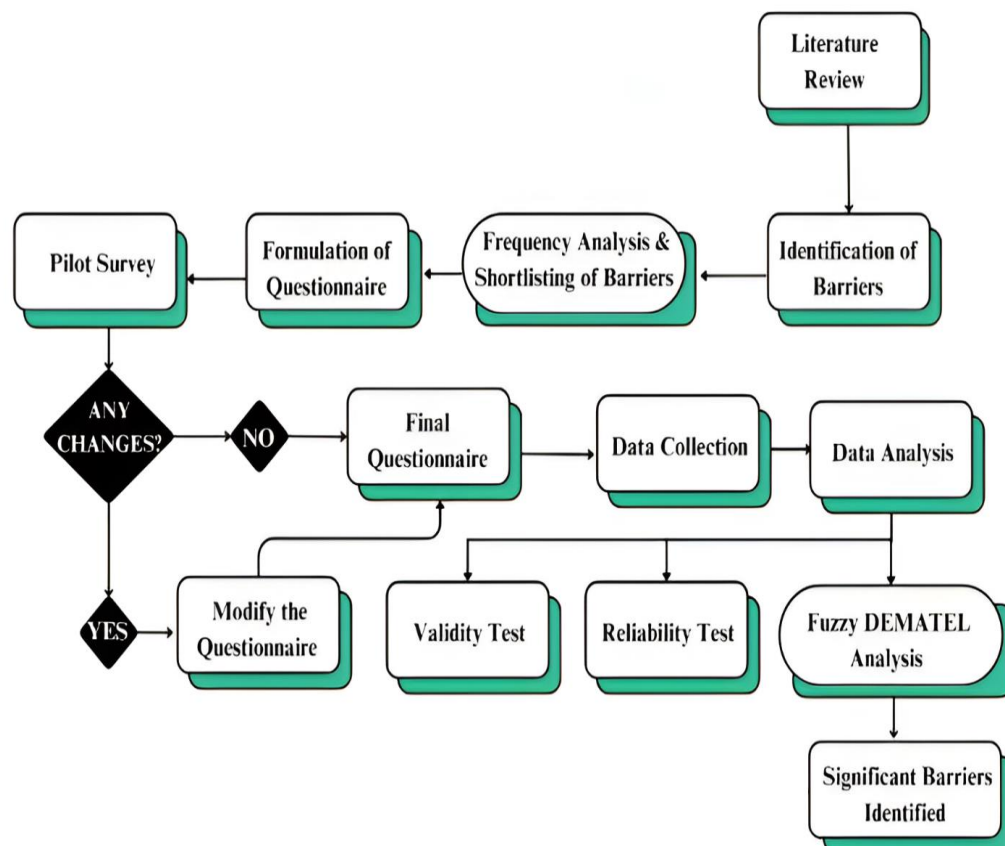 Literature
Review
Identification of
Barriers
Frequency Analysis &
Shortlisting of Barriers
Formulation of
Questionnaire
Pilot Survey
ANY
CHANGES?
NO
YES
Modify the
Questionnaire
Final
Questionnaire
Data Collection
Data Analysis
Validity Test
Reliability Test
Fuzzy DEMATEL
Analysis
Significant Barriers
Identified